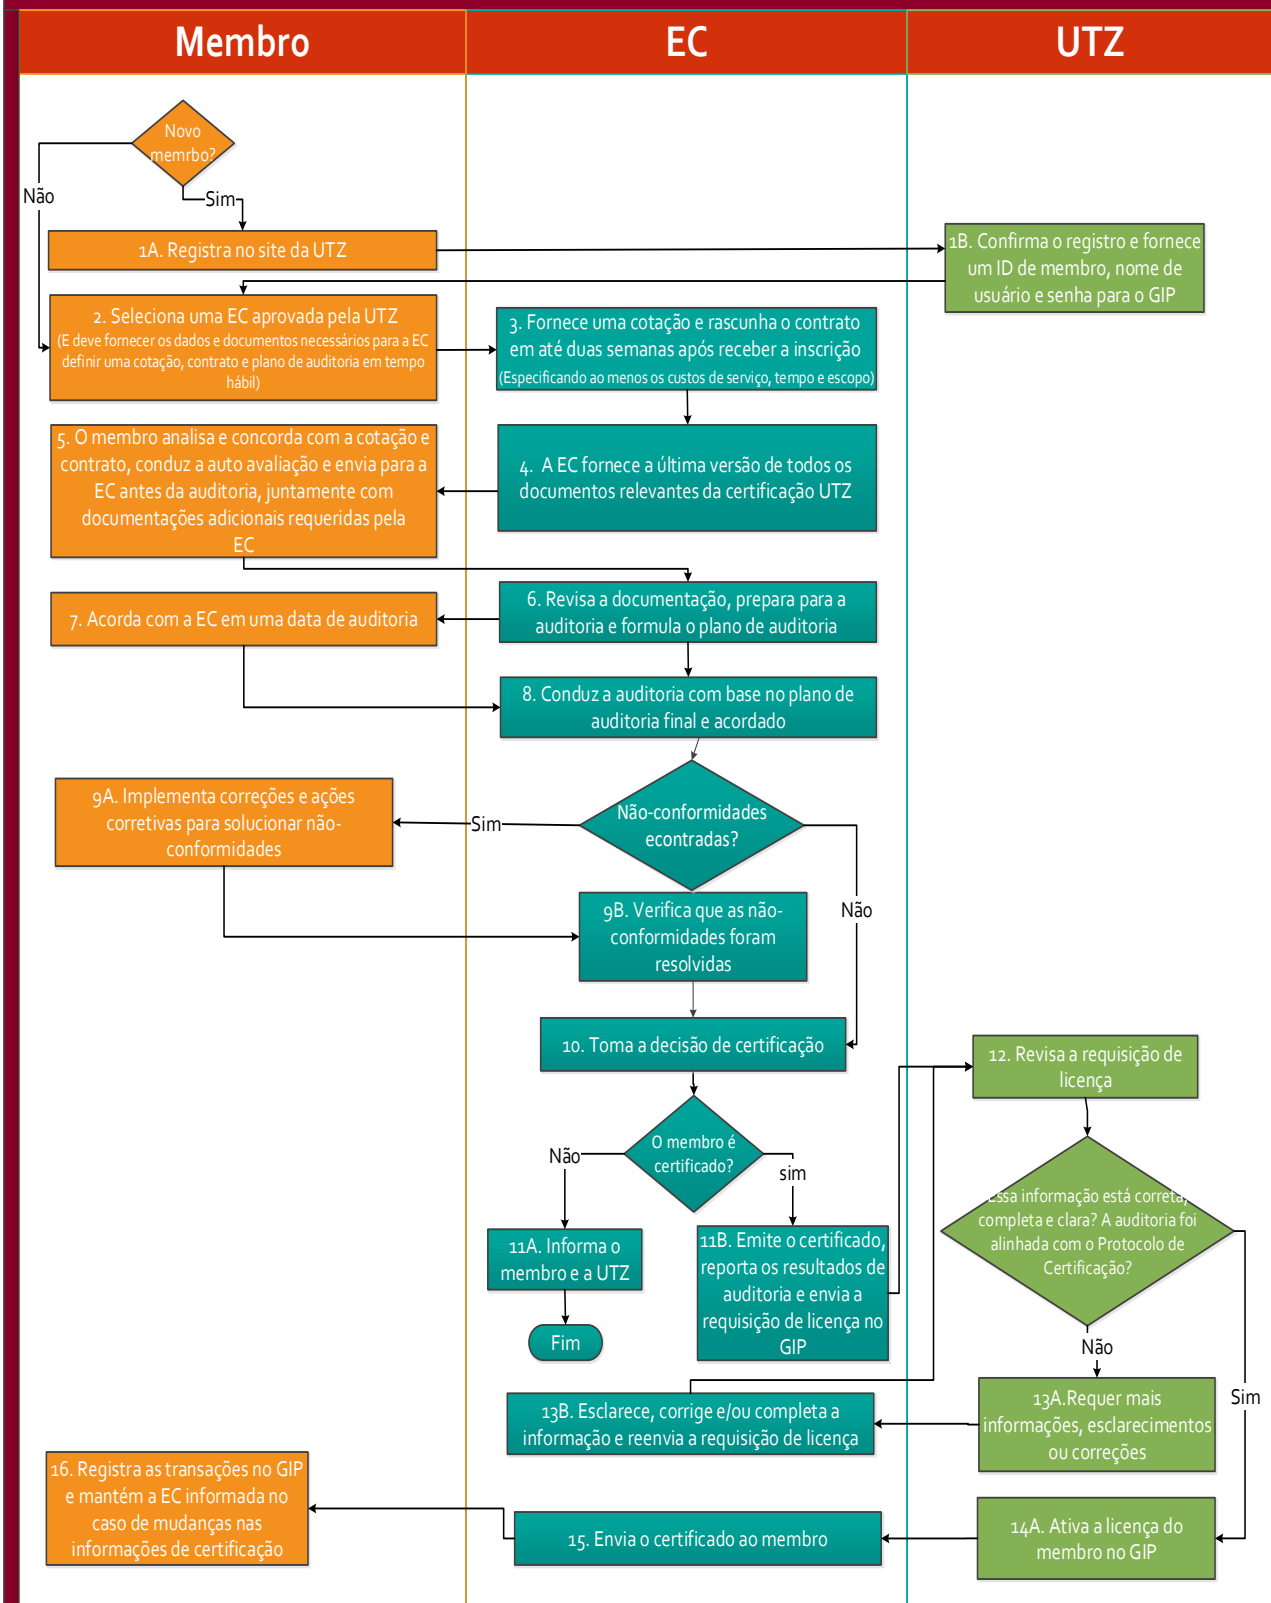 Membro
EC
UTZ
Novo
memrbo?
Não
Sim
1A. Registra no site da UTZ
1B. Confirma o registro e fornece
um ID de membro, nome de
usuário e senha para o GIP
2. Seleciona uma EC aprovada pela UTZ
(E deve fornecer os dados e documentos necessários para a EC
definir uma cotação, contrato e plano de auditoria em tempo
hábil)
3. Fornece uma cotação e rascunha o contrato
em até duas semanas após receber a inscrição
(Especificando ao menos os custos de serviço, tempo e escopo)
5. O membro analisa e concorda com a cotação e
contrato, conduz a auto avaliação e envia para a
EC antes da auditoria, juntamente com
documentações adicionais requeridas pela
EC
4. A EC fornece a última versão de todos os
documentos relevantes da certificação UTZ
6. Revisa a documentação, prepara para a
auditoria e formula o plano de auditoria
7. Acorda com a EC em uma data de auditoria
8. Conduz a auditoria com base no plano de
auditoria final e acordado
9A. Implementa correções e ações
corretivas para solucionar não-
conformidades
Sim
Não-conformidades
econtradas?
Não
9B. Verifica que as não-
conformidades foram
resolvidas
10. Toma a decisão de certificação
12. Revisa a requisição de
licença
O membro é
certificado?
Não
sim
Essa informação está correta,
completa e clara? A auditoria foi
alinhada com o Protocolo de
Certificação?
11A. Informa o
membro e a UTZ
11B. Emite o certificado,
reporta os resultados de
auditoria e envia a
requisição de licença no
GIP
Fim
Não
Sim
13A.Requer mais
informações, esclarecimentos
ou correções
13B. Esclarece, corrige e/ou completa a
informação e reenvia a requisição de licença
16. Registra as transações no GIP
e mantém a EC informada no
caso de mudanças nas
informações de certificação
15. Envia o certificado ao membro
14A. Ativa a licença do
membro no GIP